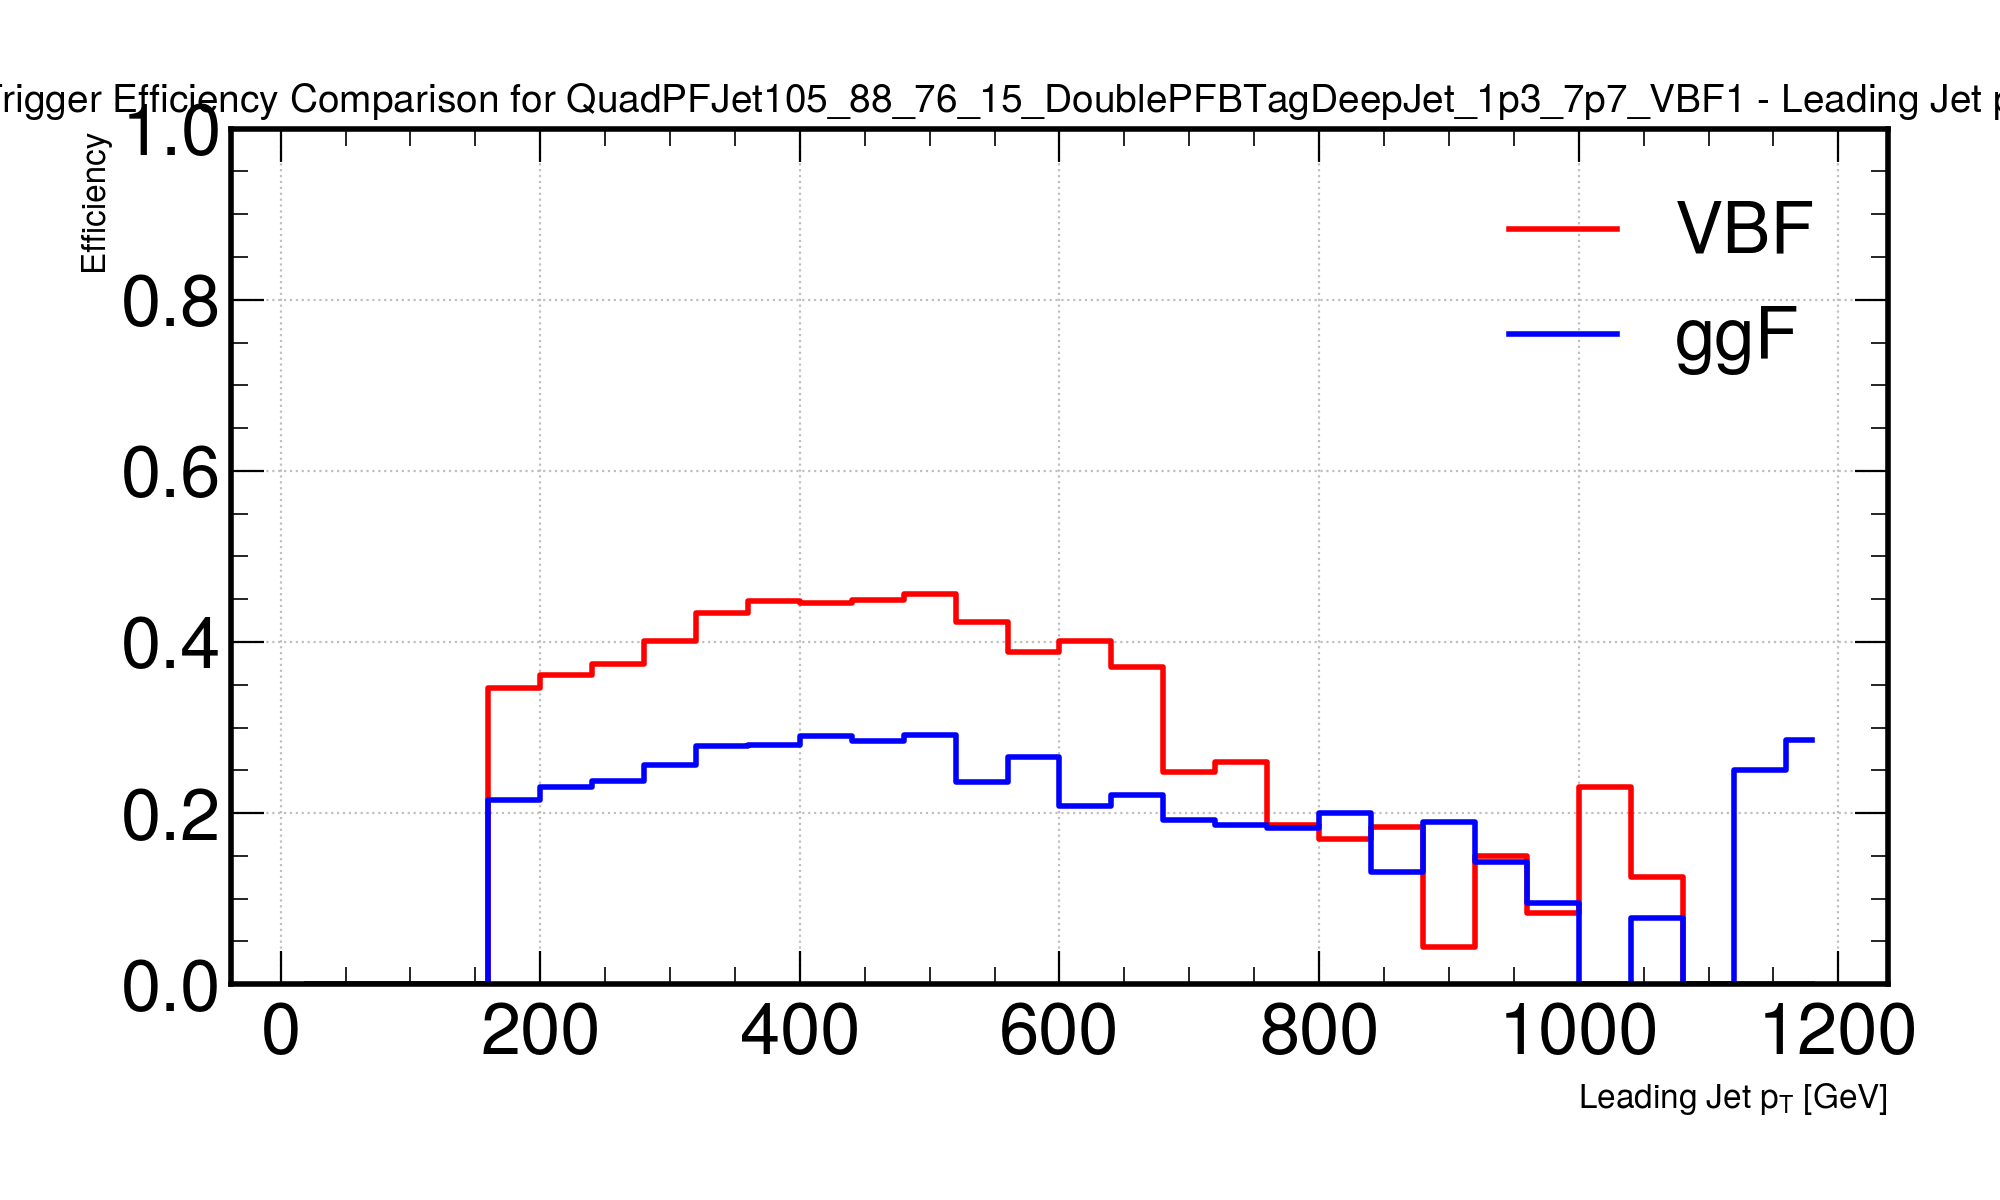 rigger Efficiency Comparison for QuadPFJet105_88_76_15_DoublePFBTagDeepJet_1p3_7p7_VBF1 - Leading Jet p
Efficiency
1.0
0.8
0.6
0.4
0.2
0.0
VBF
ggF
0 200 400 600 800 1000 1200
Leading Jet pT [GeV]